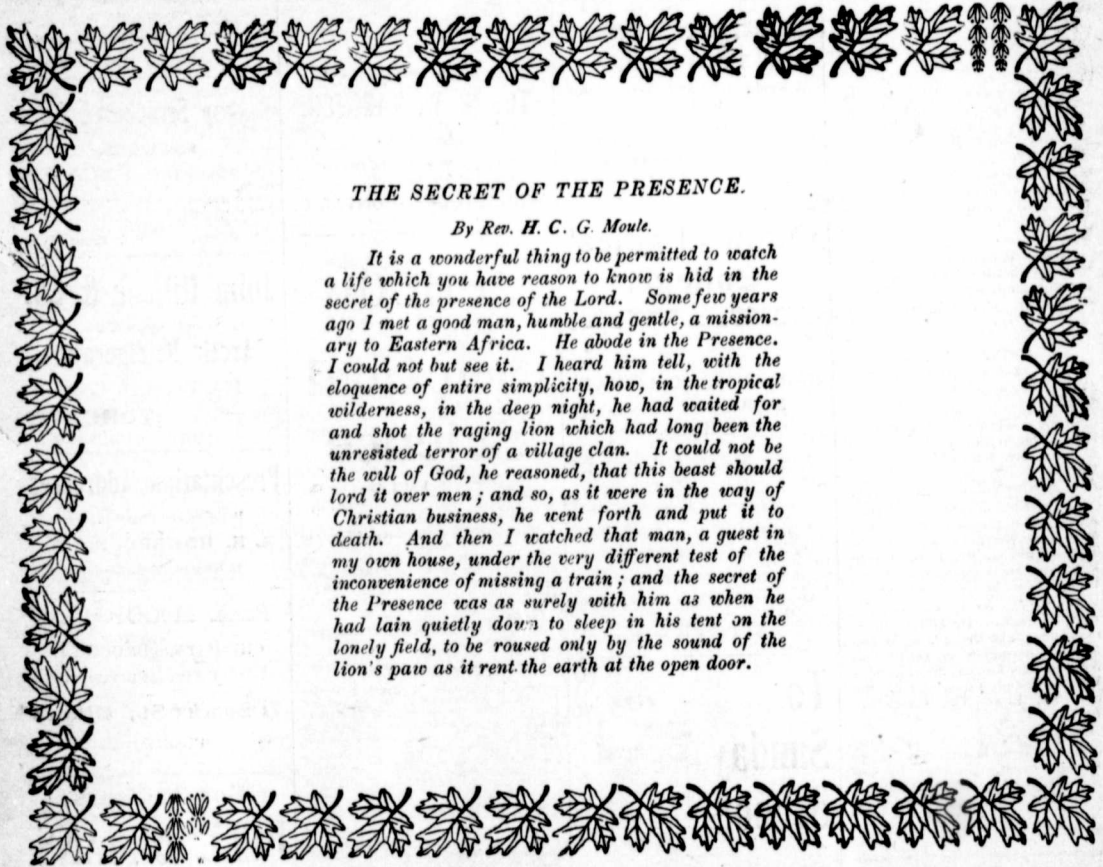 THE SECRET OF THE PRESENCE.
By Rev. H. C. G. Moule.
It is a wonderful thing to be permitted to watch
a life which you have reason to know is hid in the
secret of the presence of the Lord. Some few years
ago I met a good man, humble and gentle, a mission-
ary to Eastern Africa. He abode in the Presence.
I could not but see it. I heard him tell, with the
eloquence of entire simplicity, how, in the tropical
wilderness, in the deep night, he had waited for
and shot the raging lion which had long been the
unresisted terror of a village clan. It could not be
the will of God, he reasoned, that this beast should
lord it over men; and so, as it were in the way of
Christian business, he went forth and put it to
death. And then I watched that man, a guest in
my own house, under the very different test of the
inconvenience of missing a train; and the secret of
the Presence was as surely with him as when he
had lain quietly down to sleep in his tent on the
lonely field, to be roused only by the sound of the
lion's paw as it rent the earth at the open door.